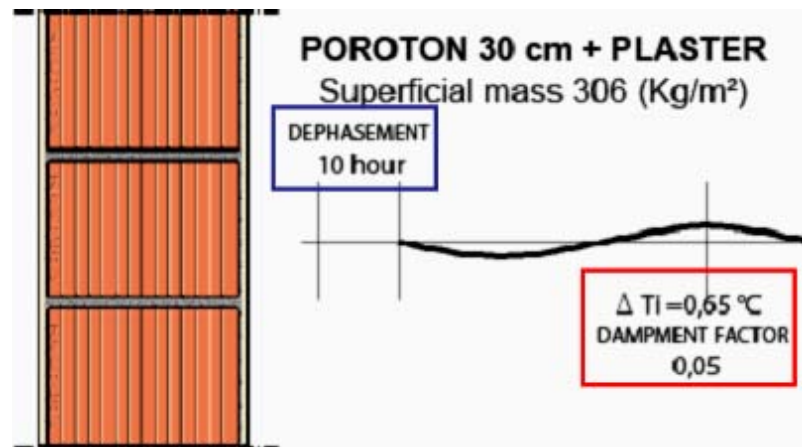 POROTON 30 cm + PLASTER
Superficial mass 306 (Kg/m²)
DEPHASEMENT
10 hour
Δ Ti =0,65 °C
DAMPMENT FACTOR
0,05